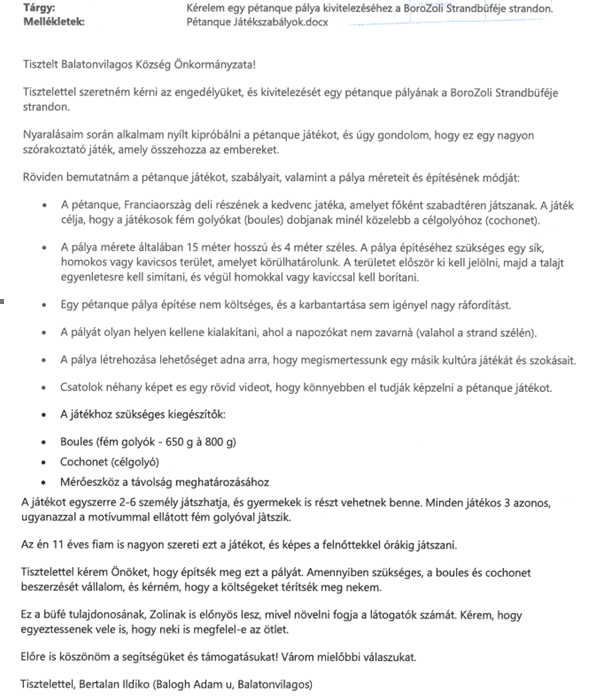 Tárgy: Kérelem egy pétanque pálya kivitelezéséhez a BoroZoli Strandbüféje strandon.
Mellékletek: Pétanque Játékszabályok.docx
Tisztelt Balatonvilagos Község Önkormányzata!
Tisztelettel szeretném kérni az engedélyüket, és kivitelezését egy pétanque pályának a BoroZoli Strandbüféje
strandon.
Nyaralásaim során alkalmam nyílt kipróbálni a pétanque játékot, és úgy gondolom, hogy ez egy nagyon
szórakoztató játék, amely összehozza az embereket.
Röviden bemutatnám a pétanque játékot, szabályait, valamint a pálya méreteit és építésének módját:
• A pétanque, Franciaorszàg deli részének a kedvenc jatéka, amelyet főként szabadtéren játszanak. A játék
célja, hogy a játékosok fém golyókat (boules) dobjanak minél közelebb a célgolyóhoz (cochonet).
• A pálya mérete általában 15 méter hosszú és 4 méter széles. A pálya építéséhez szükséges egy sík,
homokos vagy kavicsos terület, amelyet körülhatárolunk. A területet először ki kell jelölni, majd a talajt
egyenletesre kell simítani, és végül homokkal vagy kaviccsal kell borítani.
• Egy pétanque pálya építése nem költséges, és a karbantartása sem igényel nagy ráfordítást.
• A pályát olyan helyen kellene kialakítani, ahol a napozókat nem zavarnà (valahol a strand szélén).
• A pálya létrehozása lehetőséget adna arra, hogy megismertessunk egy másik kultúra játékát és szokásait.
• Csatolok néhany képet es egy rövid videot, hogy könnyebben el tudják képzelni a pétanque játékot.
• A játékhoz szükséges kiegészítők:
• Boules (fém golyók - 650 g à 800 g)
• Cochonet (célgolyó)
• Mérőeszköz a távolság meghatározásához
A játékot egyszerre 2-6 személy játszhatja, és gyermekek is részt vehetnek benne. Minden játékos 3 azonos,
ugyanazzal a motívummal ellátott fém golyóval jàtszik.
Az én 11 éves fiam is nagyon szereti ezt a játékot, és képes a felnőttekkel órákig játszani.
Tisztelettel kérem Önöket, hogy építsék meg ezt a pályát. Amennyiben szükséges, a boules és cochonet
beszerzését vállalom, és kérném, hogy a költségeket térítsék meg nekem.
Ez a büfé tulajdonosának, Zolinak is előnyös lesz, mivel növelni fogja a látogatók számát. Kérem, hogy
egyeztessenek vele is, hogy neki is megfelel-e az ötlet.
Előre is köszönöm a segítségüket és támogatásukat! Várom mielőbbi válaszukat.
Tisztelettel, Bertalan Ildiko (Balogh Adam u, Balatonvilagos)